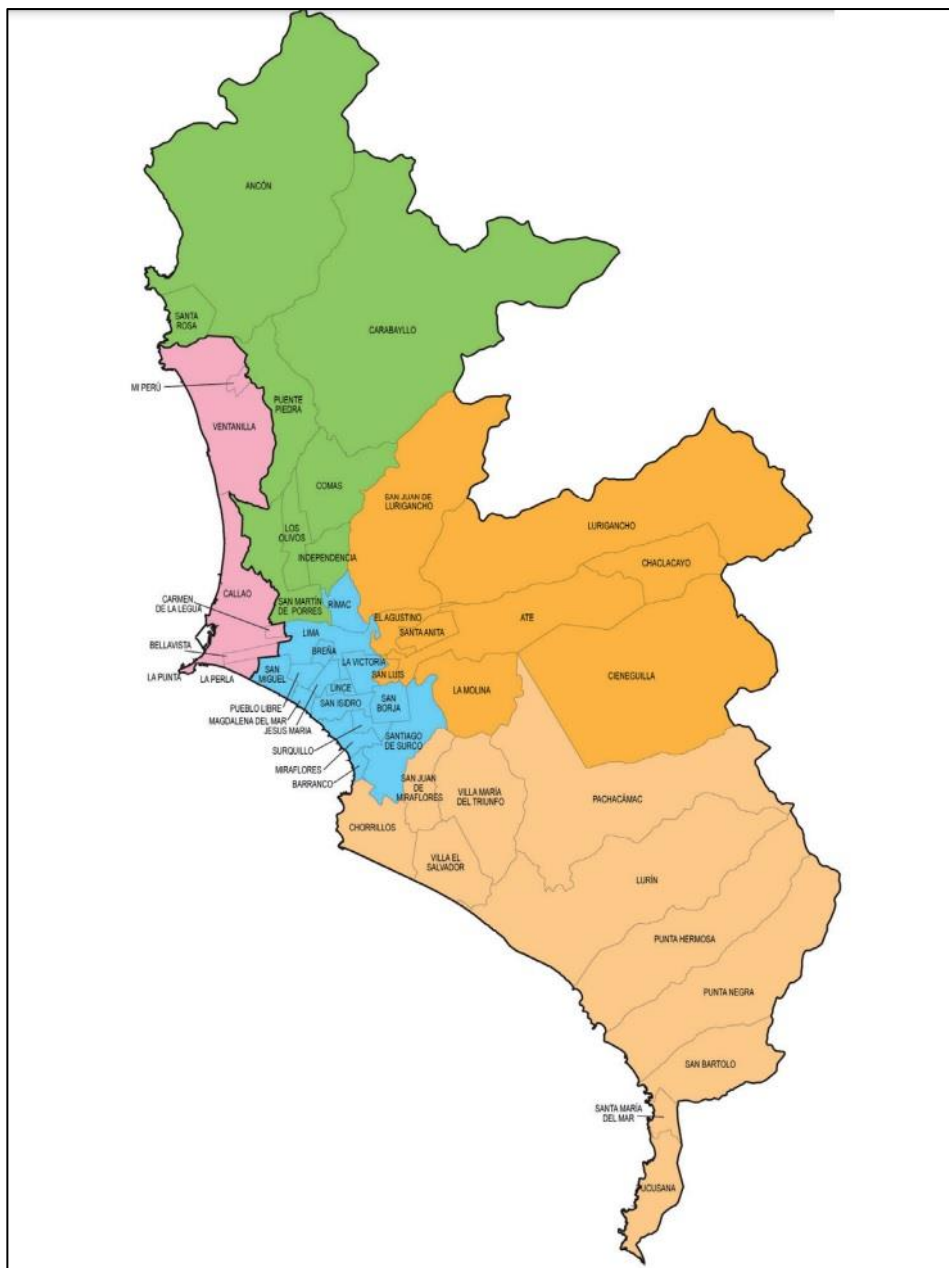 ANCÓN
SANTA
ROSA
CARABAYLLO
MI PERÚ
PUENTE
PIEDRA
VENTANILLA
COMAS
SAN JUAN DE
LURIGANCHO
LURIGANCHO
LOS
OLIVOS
INDEPENDENCIA
CHACLACAYO
CALLAO
CARMEN
DE LA LEGUA
SAN MARTÍN
DE PORRES
RÍMAC
EL AGUSTINO
ATE
SANTA ANITA
LIMA
BELLAVISTA
BREÑA
LA VICTORIA
LA PUNTA
LA PERLA
SAN
MIGUEL
SAN LUIS
CIENEGUILLA
LINCE
LA MOLINA
PUEBLO LIBRE
SAN ISIDRO
SAN
BORJA
MAGDALENA DEL MAR
JESUS MARIA
SURQUILLO
SANTIAGO
DE SURCO
MIRAFLORES
BARRANCO
SAN JUAN
DE
MIRAFLORES
VILLA MARÍA
DEL TRIUNFO
PACHACÁMAC
CHORRILLOS
VILLA EL
SALVADOR
LURÍN
PUNTA HERMOSA
PUNTA NEGRA
SAN BARTOLO
SANTA MARÍA
DEL MAR
PUCUSANA